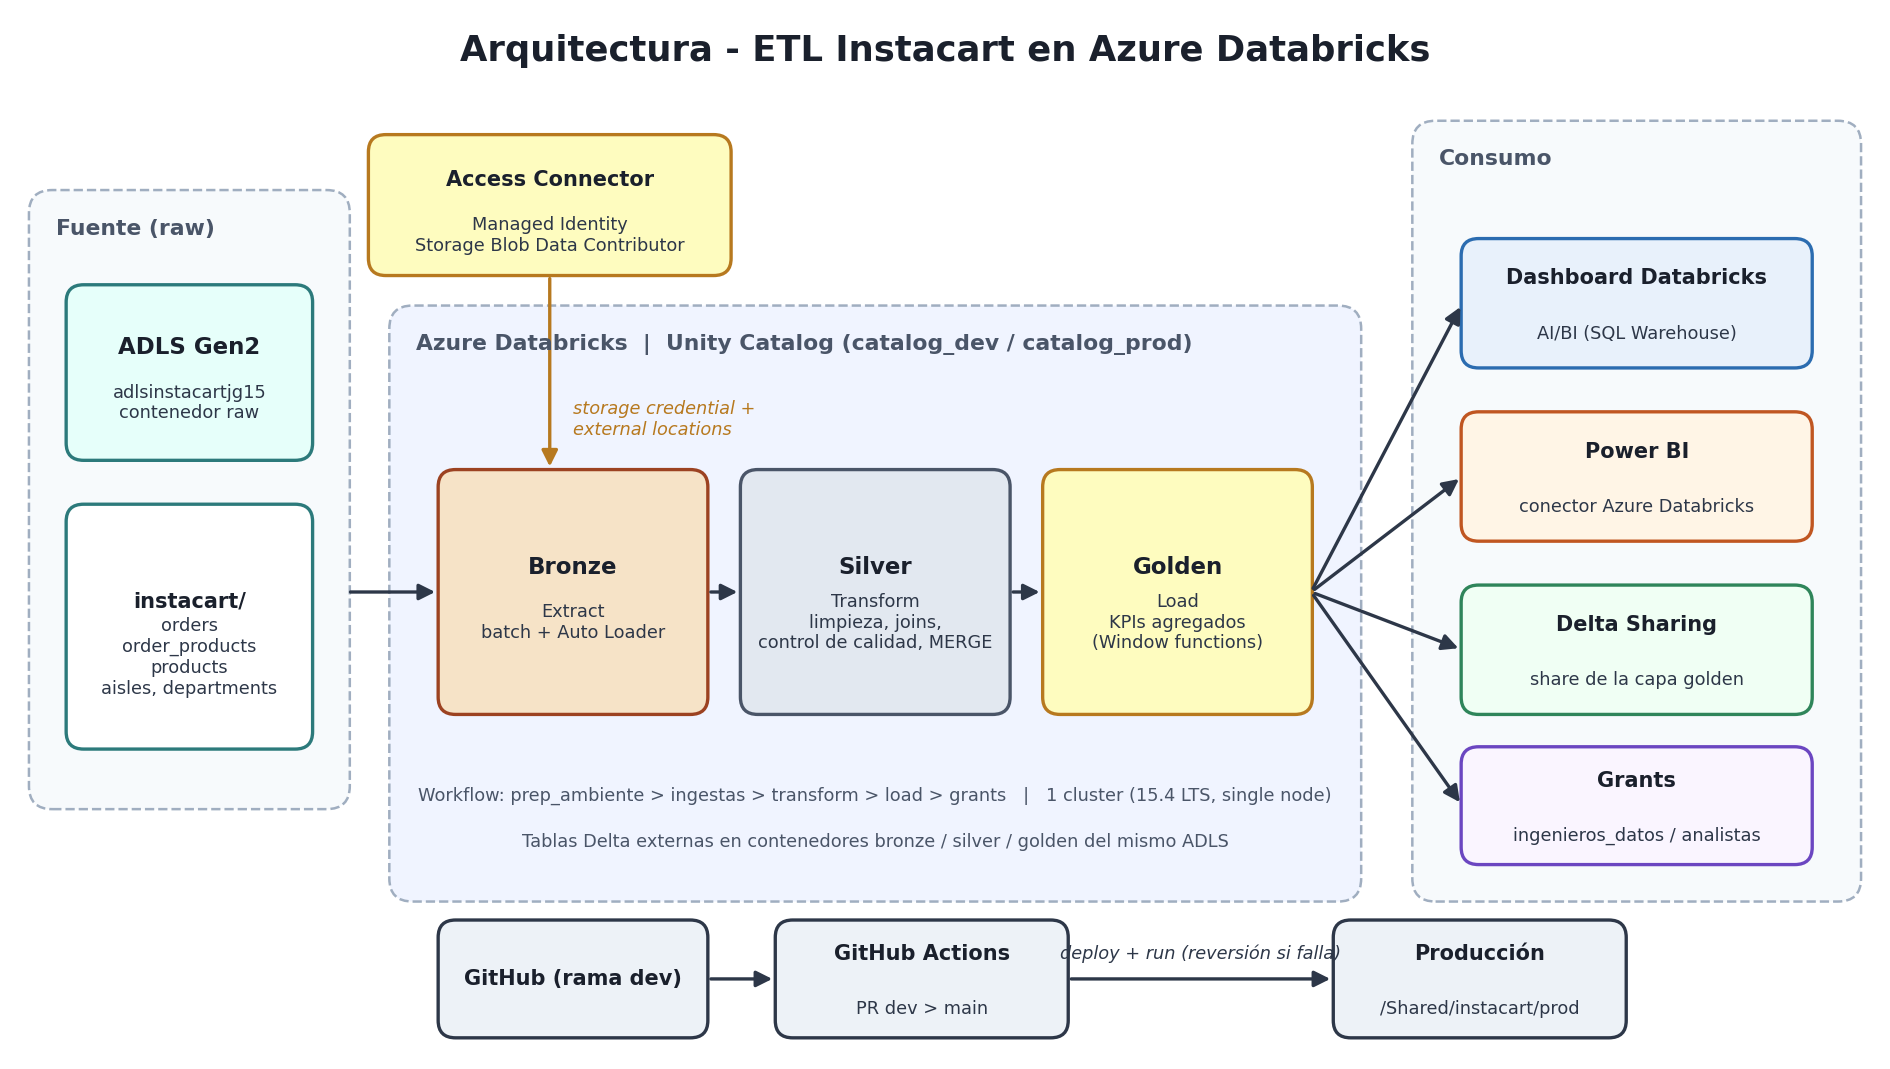 Arquitectura - ETL Instacart en Azure Databricks
Access Connector
Managed Identity
Storage Blob Data Contributor
Fuente (raw)
ADLS Gen2
adlsinstacartjg15
contenedor raw
instacart/
orders
order_products
products
aisles, departments
Azure Databricks | Unity Catalog (catalog_dev / catalog_prod)
storage credential +
external locations
Bronze
Extract
batch + Auto Loader
Silver
Transform
limpieza, joins,
control de calidad, MERGE
Golden
Load
KPIs agregados
(Window functions)
Workflow: prep_ambiente > ingestas > transform > load > grants | 1 cluster (15.4 LTS, single node)
Tablas Delta externas en contenedores bronze / silver / golden del mismo ADLS
Consumo
Dashboard Databricks
AI/BI (SQL Warehouse)
Power BI
conector Azure Databricks
Delta Sharing
share de la capa golden
Grants
ingenieros_datos / analistas
GitHub (rama dev)
GitHub Actions
PR dev > main
deploy + run (reversión si falla)
Producción
/Shared/instacart/prod